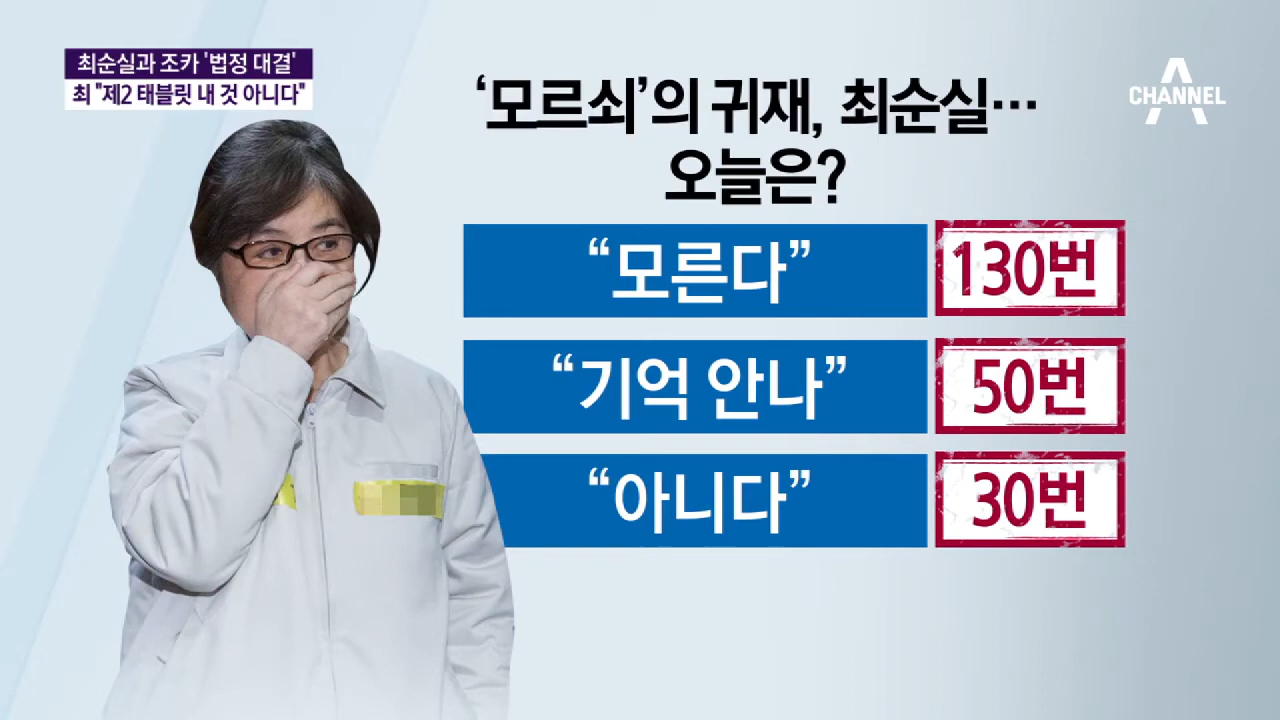 최순실과 조카 '법정 대결'
최 "제2 태블릿 내 것 아니다"
CHANNEL
‘모르쇠’의 귀재, 최순실…
오늘은?
“모른다” 130번
“기억 안나” 50번
“아니다” 30번